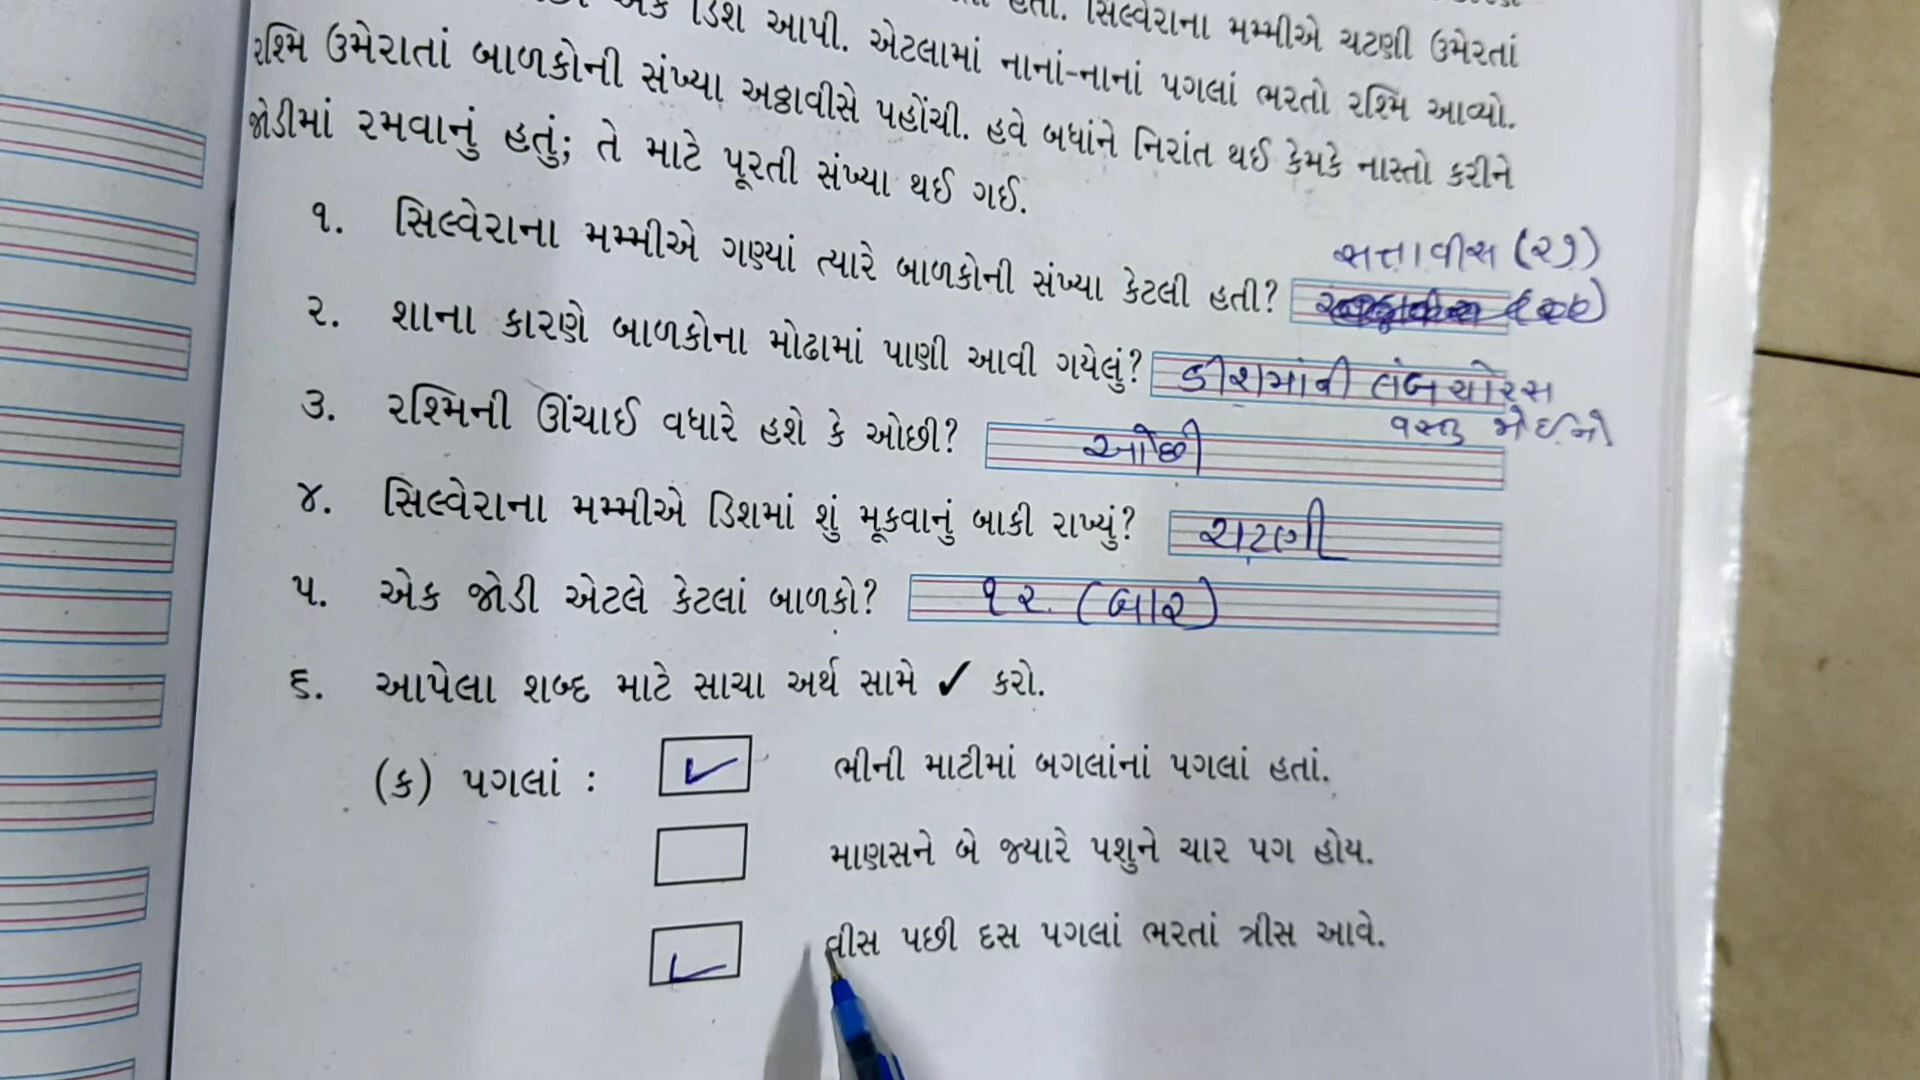 એક ડિશ આપી. એટલામાં નાનાં-નાનાં પગલાં ભરતો રશ્મિ આવ્યો.
હતા. સિલ્વેરાના મમ્મીએ ચટણી ઉમેરતાં
રશ્મિ ઉમેરાતાં બાળકોની સંખ્યા અઠ્ઠાવીસે પહોંચી. હવે બધાંને નિરાંત થઈ કેમકે નાસ્તો કરીને
જોડીમાં રમવાનું હતું; તે માટે પૂરતી સંખ્યા થઈ ગઈ.
૧. સિલ્વેરાના મમ્મીએ ગણ્યાં ત્યારે બાળકોની સંખ્યા કેટલી હતી? સત્તાવીસ (૨૭)
૨. શાના કારણે બાળકોના મોઢામાં પાણી આવી ગયેલું? ડીશમાંની લંબચોરસ
વસ્તુ જોઈને
૩. રશ્મિની ઊંચાઈ વધારે હશે કે ઓછી? ઓછી
૪. સિલ્વેરાના મમ્મીએ ડિશમાં શું મૂકવાનું બાકી રાખ્યું? ચટણી
૫. એક જોડી એટલે કેટલાં બાળકો? ૧૨. (બાર)
૬. આપેલા શબ્દ માટે સાચા અર્થ સામે ✓ કરો.
(ક) પગલાં : ✓ ભીની માટીમાં બગલાંનાં પગલાં હતાં.
માણસને બે જ્યારે પશુને ચાર પગ હોય.
✓ વીસ પછી દસ પગલાં ભરતાં ત્રીસ આવે.